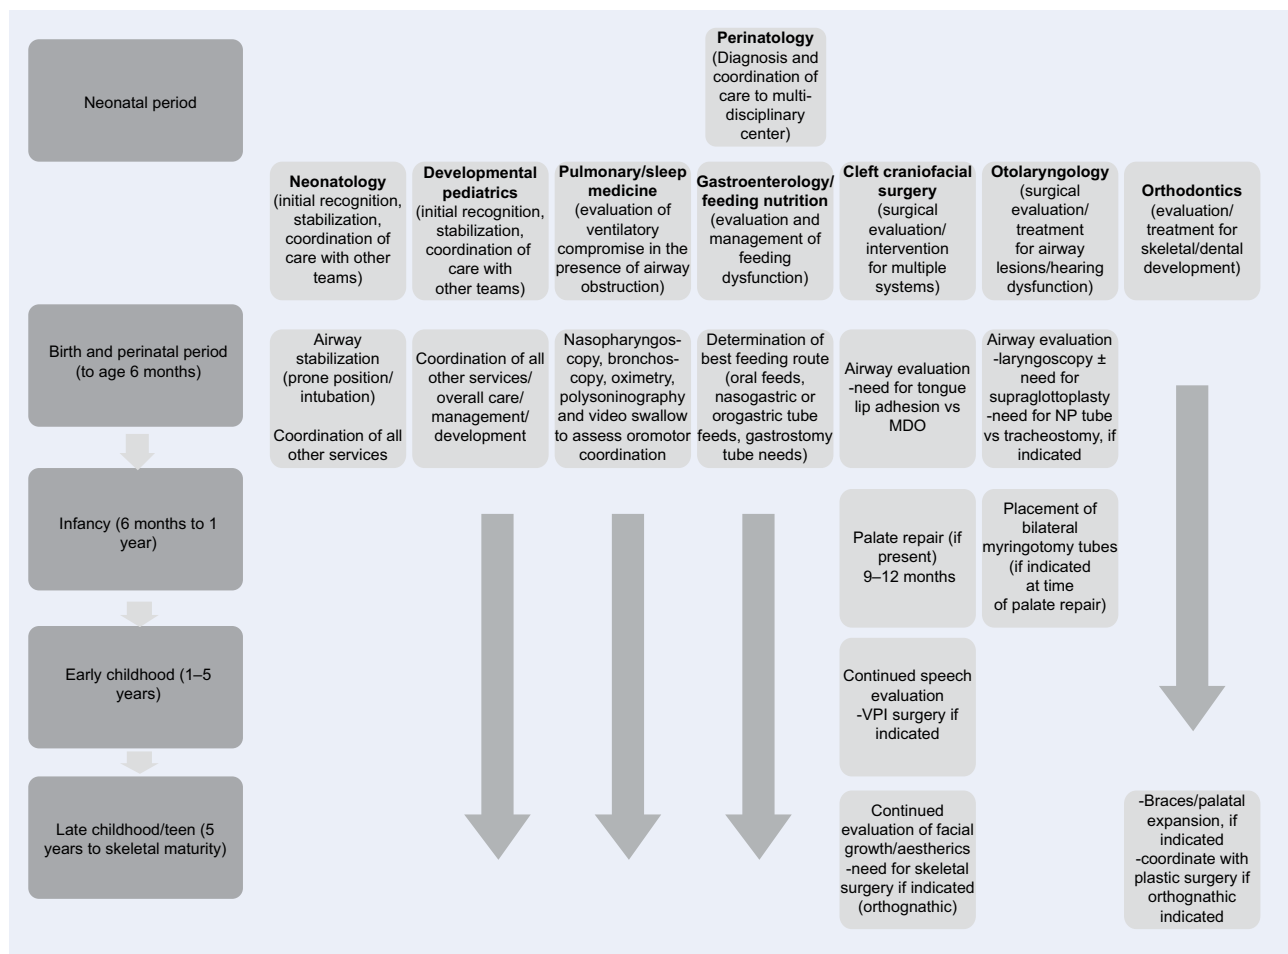 Neonatal period
Perinatology
(Diagnosis and
coordination of
care to multi-
disciplinary
center)
Neonatology
(initial recognition,
stabilization,
coordination of
care with other
teams)
Developmental
pediatrics
(initial recognition,
stabilization,
coordination of
care with
other teams)
Pulmonary/sleep
medicine
(evaluation of
ventilatory
compromise in the
presence of airway
obstruction)
Gastroenterology/
feeding nutrition
(evaluation and
management of
feeding
dysfunction)
Cleft craniofacial
surgery
(surgical
evaluation/
intervention
for multiple
systems)
Otolaryngology
(surgical
evaluation/
treatment
for airway
lesions/hearing
dysfunction)
Orthodontics
(evaluation/
treatment for
skeletal/dental
development)
Birth and perinatal period
(to age 6 months)
Airway
stabilization
(prone position/
intubation)
Coordination of all
other services
Coordination of all
other services/
overall care/
management/
development
Nasopharyngos-
copy, bronchos-
copy, oximetry,
polysoninography
and video swallow
to assess oromotor
coordination
Determination of
best feeding route
(oral feeds,
nasogastric or
orogastric tube
feeds, gastrostomy
tube needs)
Airway evaluation
-need for tongue
lip adhesion vs
MDO
Airway evaluation
-laryngoscopy ±
need for
supraglottoplasty
-need for NP tube
vs tracheostomy, if
indicated
Infancy (6 months to 1
year)
Palate repair (if
present)
9–12 months
Placement of
bilateral
myringotomy tubes
(if indicated
at time
of palate repair)
Early childhood (1–5
years)
Continued speech
evaluation
-VPI surgery if
indicated
Late childhood/teen (5
years to skeletal maturity)
Continued
evaluation of facial
growth/aestherics
-need for skeletal
surgery if indicated
(orthognathic)
-Braces/palatal
expansion, if
indicated
-coordinate with
plastic surgery if
orthognathic
indicated